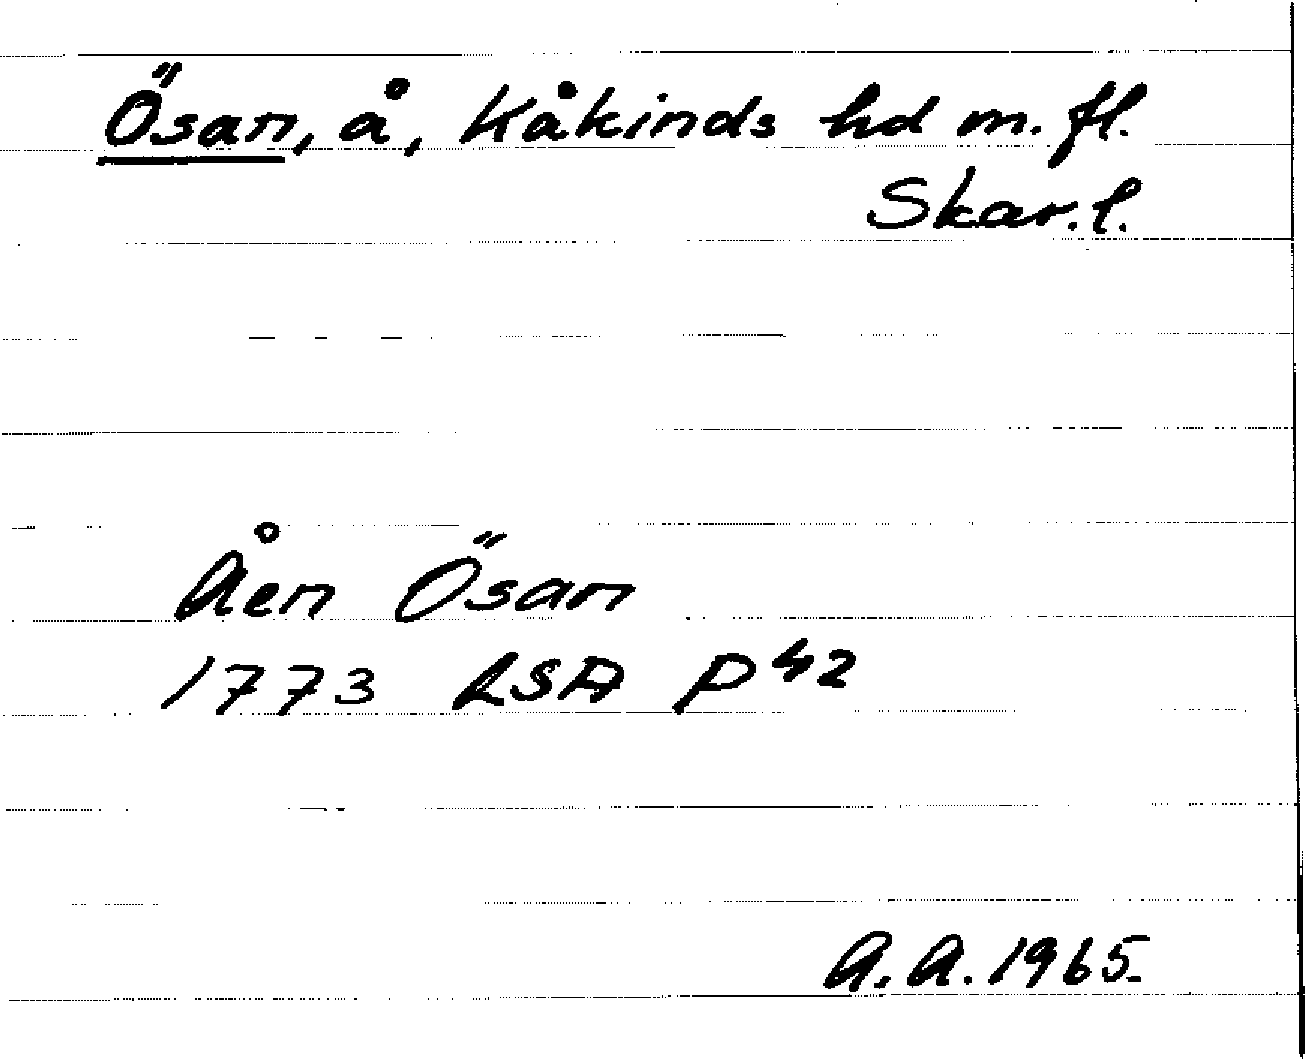 Ösan, å, Kåkinds hd m. fl.
Skar. l.
Åen Ösan
1773 LSA P42
A. A. 1965.